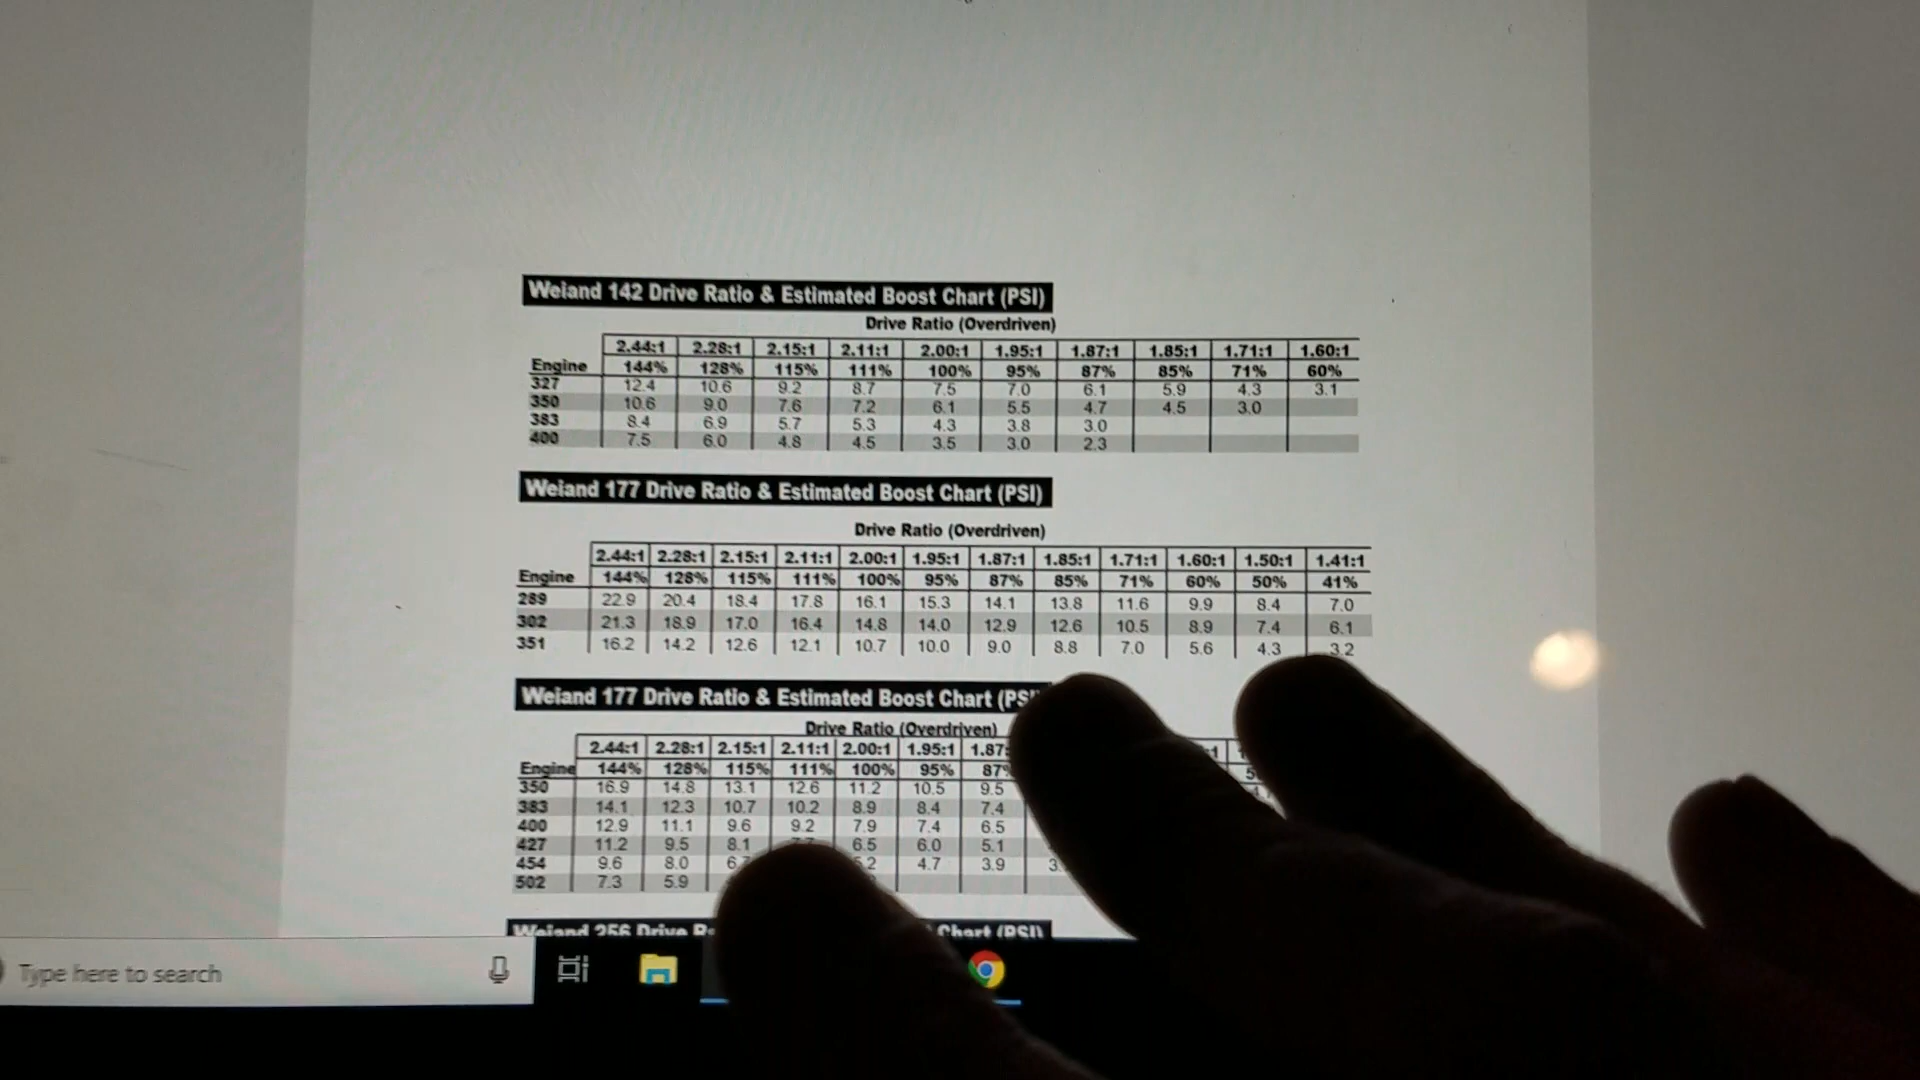 Weiand 142 Drive Ratio & Estimated Boost Chart (PSI)
Drive Ratio (Overdriven)
2.44:1 2.28:1 2.15:1 2.11:1 2.00:1 1.95:1 1.87:1 1.85:1 1.71:1 1.60:1
Engine 144% 128% 115% 111% 100% 95% 87% 85% 71% 60%
327 12.4 10.6 9.2 8.7 7.5 7.0 6.1 5.9 4.3 3.1
350 10.6 9.0 7.6 7.2 6.1 5.5 4.7 4.5 3.0
383 8.4 6.9 5.7 5.3 4.3 3.8 3.0
400 7.5 6.0 4.8 4.5 3.5 3.0 2.3
Weiand 177 Drive Ratio & Estimated Boost Chart (PSI)
Drive Ratio (Overdriven)
2.44:1 2.28:1 2.15:1 2.11:1 2.00:1 1.95:1 1.87:1 1.85:1 1.71:1 1.60:1 1.50:1 1.41:1
Engine 144% 128% 115% 111% 100% 95% 87% 85% 71% 60% 50% 41%
289 22.9 20.4 18.4 17.8 16.1 15.3 14.1 13.8 11.6 9.9 8.4 7.0
302 21.3 18.9 17.0 16.4 14.8 14.0 12.9 12.6 10.5 8.9 7.4 6.1
351 16.2 14.2 12.6 12.1 10.7 10.0 9.0 8.8 7.0 5.6 4.3 3.2
Weiand 177 Drive Ratio & Estimated Boost Chart (PS
Drive Ratio (Overdriven)
2.44:1 2.28:1 2.15:1 2.11:1 2.00:1 1.95:1 1.87:
Engine 144% 128% 115% 111% 100% 95% 87%
350 16.9 14.8 13.1 12.6 11.2 10.5 9.5
383 14.1 12.3 10.7 10.2 8.9 8.4 7.4
400 12.9 11.1 9.6 9.2 7.9 7.4 6.5
427 11.2 9.5 8.1 6.5 6.0 5.1
454 9.6 8.0 5.2 4.7 3.9
502 7.3 5.9
Weiand 256 Drive Chart (PSI)
Type here to search